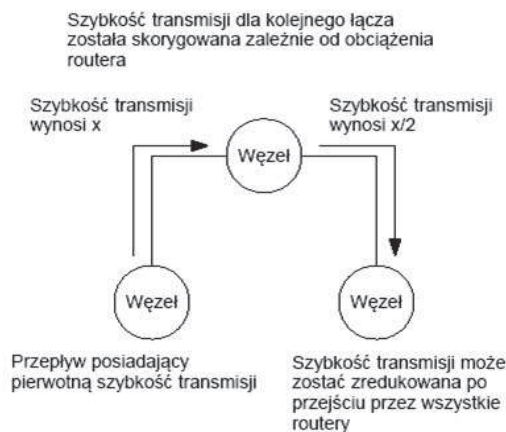 Szybkość transmisji dla kolejnego łącza
została skorygowana zależnie od obciążenia
routera
Szybkość transmisji
wynosi x
Szybkość transmisji
wynosi x/2
Węzeł
Węzeł
Węzeł
Przepływ posiadający
pierwotną szybkość transmisji
Szybkość transmisji może
zostać zredukowana po
przejściu przez wszystkie
routery